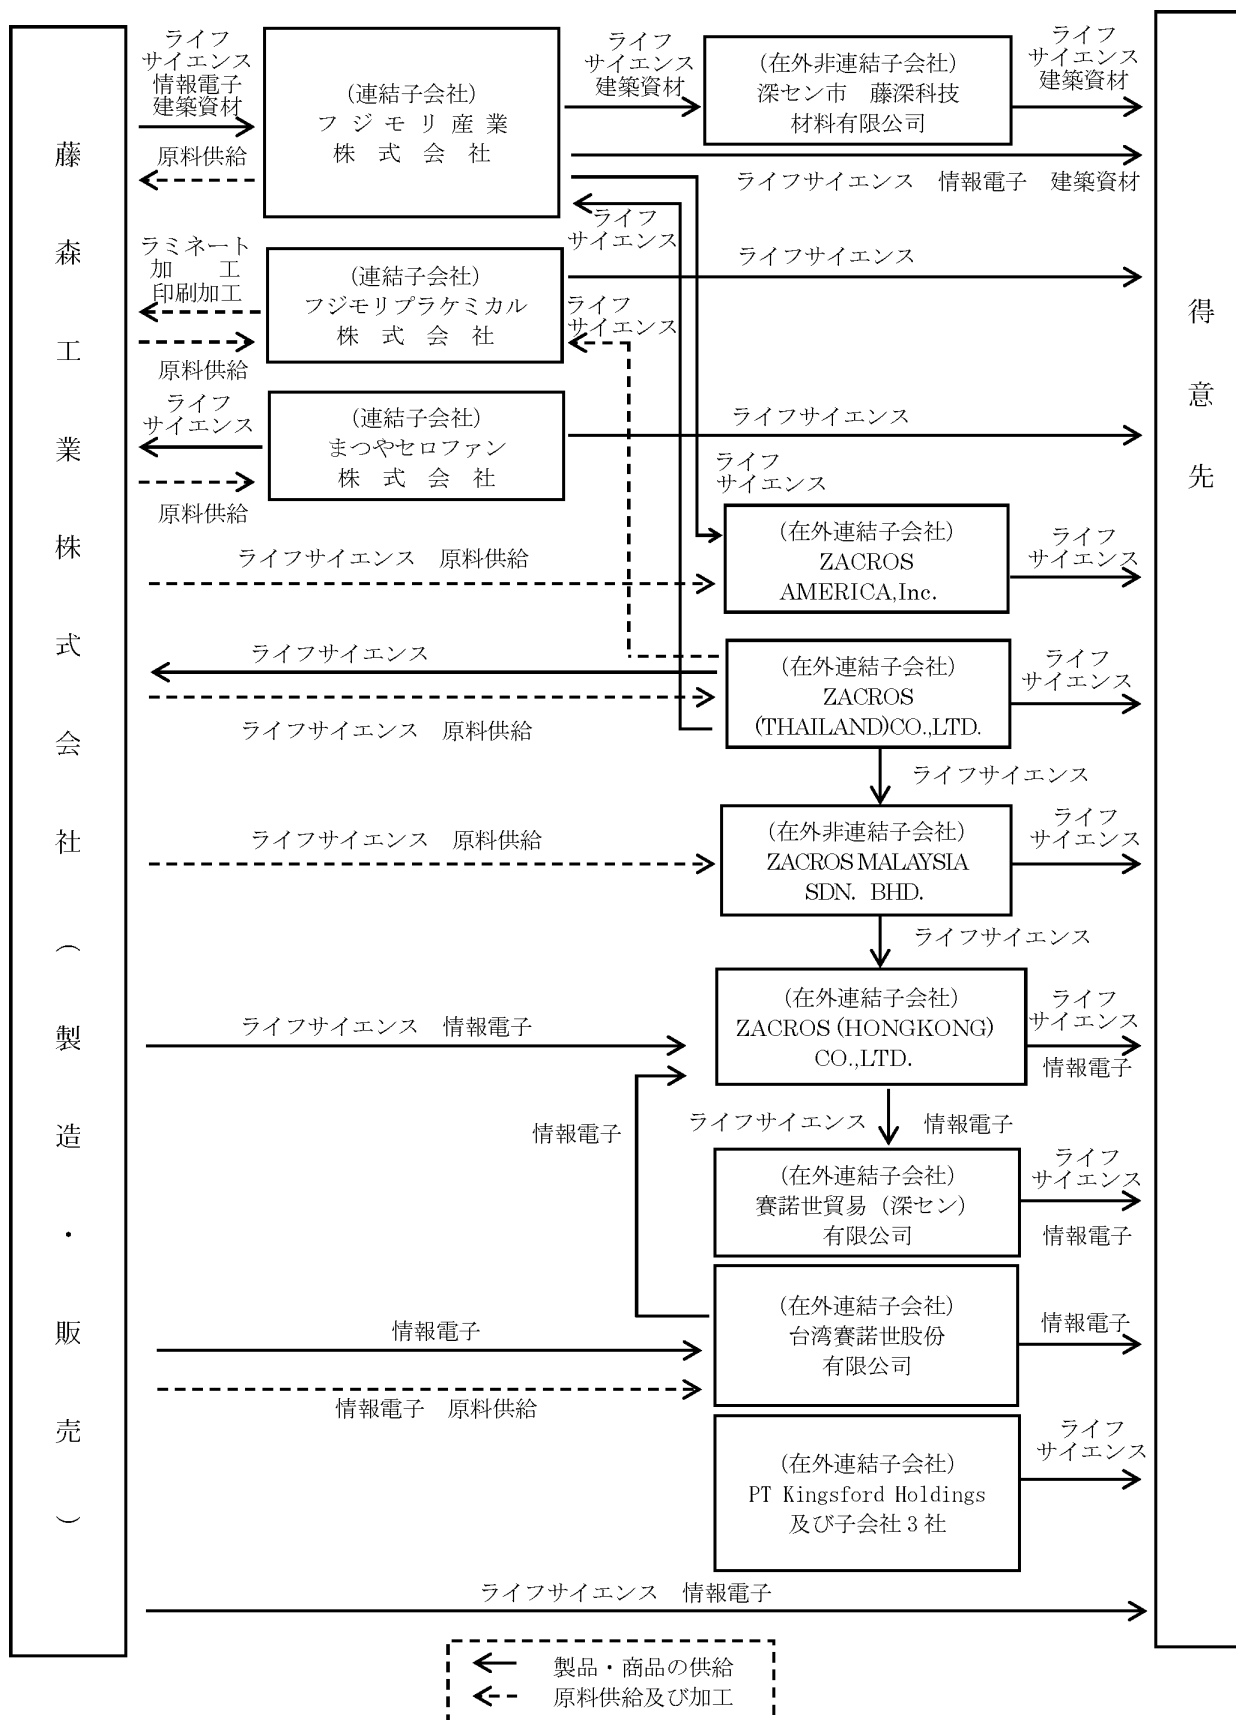 藤森工業株式会社（製造・販売）
ライフ
サイエンス
情報電子
建築資材
原料供給
(連結子会社)
フジモリ産業
株式会社
ライフ
サイエンス
建築資材
(在外非連結子会社)
深セン市　藤深科技
材料有限公司
ライフ
サイエンス
建築資材
ライフサイエンス　情報電子　建築資材
ライフ
サイエンス
ラミネート
加　工
印刷加工
原料供給
(連結子会社)
フジモリプラケミカル
株式会社
ライフサイエンス
ライフ
サイエンス
ライフ
サイエンス
原料供給
(連結子会社)
まつやセロファン
株式会社
ライフサイエンス
ライフ
サイエンス
ライフサイエンス　原料供給
(在外連結子会社)
ZACROS
AMERICA,Inc.
ライフ
サイエンス
ライフサイエンス
ライフサイエンス　原料供給
(在外連結子会社)
ZACROS
(THAILAND)CO.,LTD.
ライフ
サイエンス
ライフサイエンス
ライフサイエンス　原料供給
(在外非連結子会社)
ZACROS MALAYSIA
SDN. BHD.
ライフ
サイエンス
ライフサイエンス
ライフサイエンス　情報電子
(在外連結子会社)
ZACROS (HONGKONG)
CO.,LTD.
ライフ
サイエンス
情報電子
情報電子
ライフサイエンス
情報電子
(在外連結子会社)
賽諾世貿易（深セン）
有限公司
ライフ
サイエンス
情報電子
情報電子
情報電子　原料供給
(在外連結子会社)
台湾賽諾世股份
有限公司
情報電子
(在外連結子会社)
PT Kingsford Holdings
及び子会社3社
ライフ
サイエンス
ライフサイエンス　情報電子
得意先
製品・商品の供給
原料供給及び加工